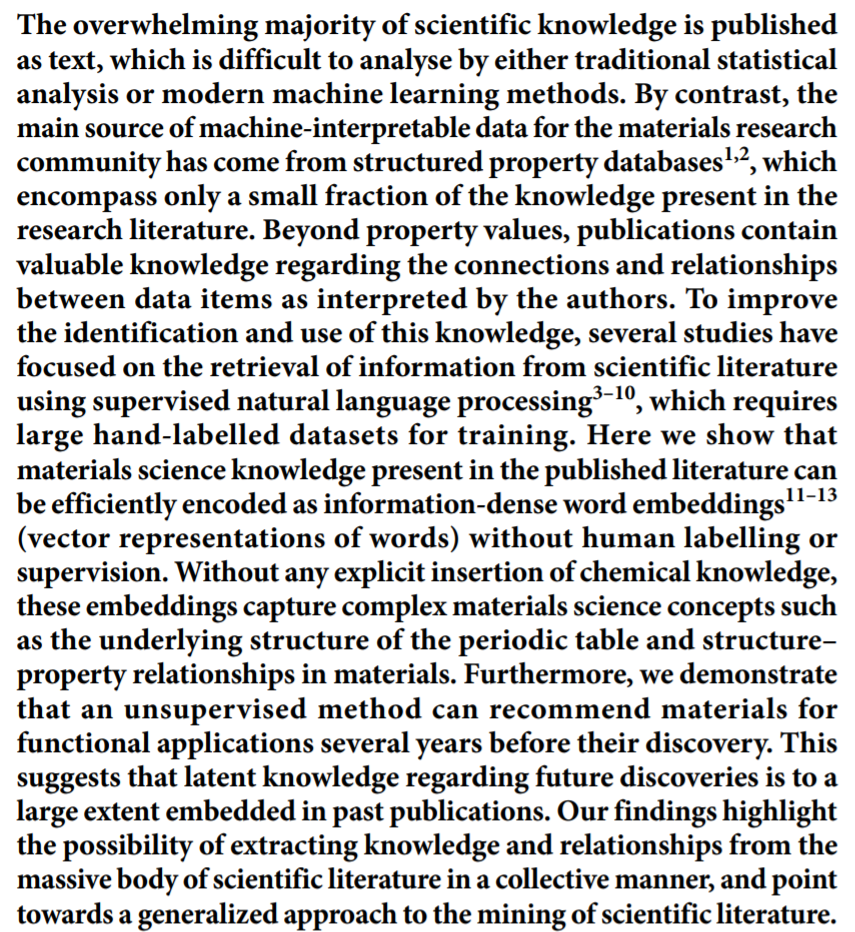 The overwhelming majority of scientific knowledge is published
as text, which is difficult to analyse by either traditional statistical
analysis or modern machine learning methods. By contrast, the
main source of machine-interpretable data for the materials research
community has come from structured property databases1,2, which
encompass only a small fraction of the knowledge present in the
research literature. Beyond property values, publications contain
valuable knowledge regarding the connections and relationships
between data items as interpreted by the authors. To improve
the identification and use of this knowledge, several studies have
focused on the retrieval of information from scientific literature
using supervised natural language processing3–10, which requires
large hand-labelled datasets for training. Here we show that
materials science knowledge present in the published literature can
be efficiently encoded as information-dense word embeddings11–13
(vector representations of words) without human labelling or
supervision. Without any explicit insertion of chemical knowledge,
these embeddings capture complex materials science concepts such
as the underlying structure of the periodic table and structure–
property relationships in materials. Furthermore, we demonstrate
that an unsupervised method can recommend materials for
functional applications several years before their discovery. This
suggests that latent knowledge regarding future discoveries is to a
large extent embedded in past publications. Our findings highlight
the possibility of extracting knowledge and relationships from the
massive body of scientific literature in a collective manner, and point
towards a generalized approach to the mining of scientific literature.